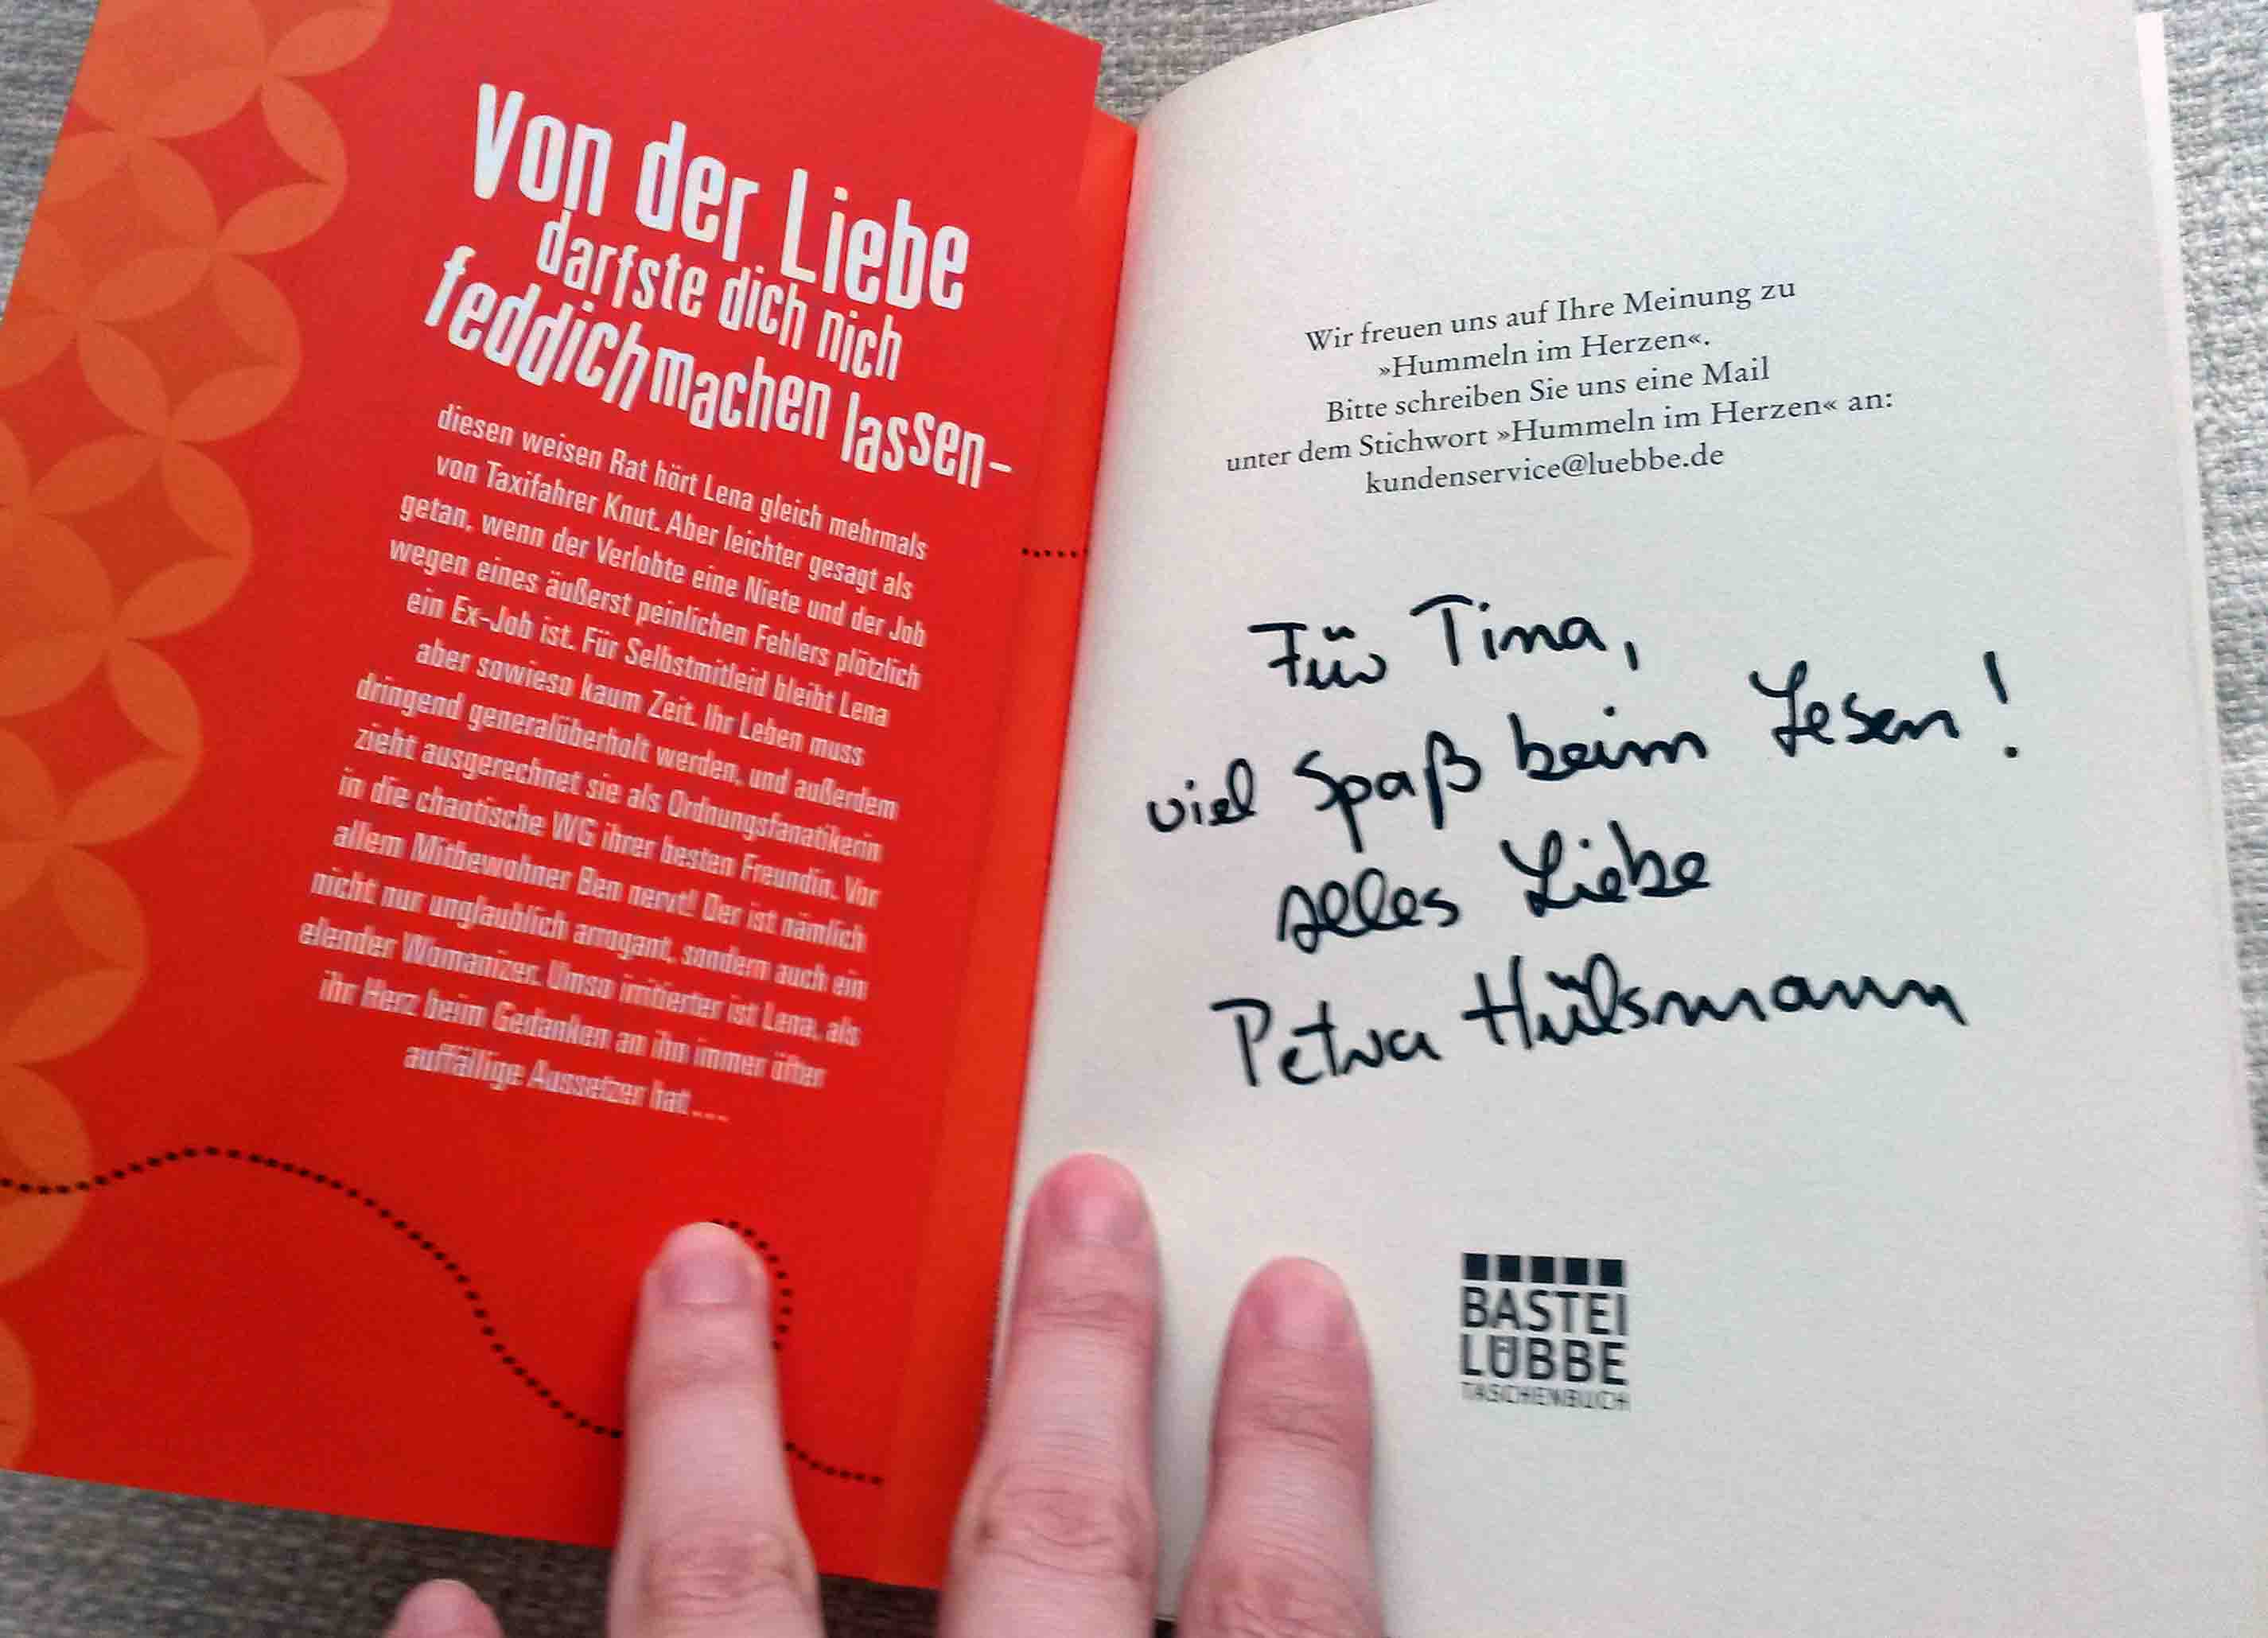 Von der Liebe
darfste dich nich
feddichmachen lassen-
diesen weisen Rat hört Lena gleich mehrmals
von Taxifahrer Knut. Aber leichter gesagt als
getan, wenn der Verlobte eine Niete und der Job
wegen eines äußerst peinlichen Fehlers plötzlich
ein Ex-Job ist. Für Selbstmitleid bleibt Lena
aber sowieso kaum Zeit. Ihr Leben muss
dringend generalüberholt werden, und außerdem
zieht ausgerechnet sie als Ordnungsfanatikerin
in die chaotische WG ihrer besten Freundin. Vor
allem Mitbewohner Ben nervt! Der ist nämlich
nicht nur unglaublich arrogant, sondern auch ein
elender Womanizer. Umso irritierter ist Lena, als
ihr Herz beim Gedanken an ihn immer öfter
auffällige Aussetzer hat ...
Wir freuen uns auf Ihre Meinung zu
»Hummeln im Herzen«.
Bitte schreiben Sie uns eine Mail
unter dem Stichwort »Hummeln im Herzen« an:
kundenservice@luebbe.de
Für Tina,
viel Spaß beim Lesen!
alles Liebe
Petra Hülsmann
BASTEI
LÜBBE
TASCHENBUCH